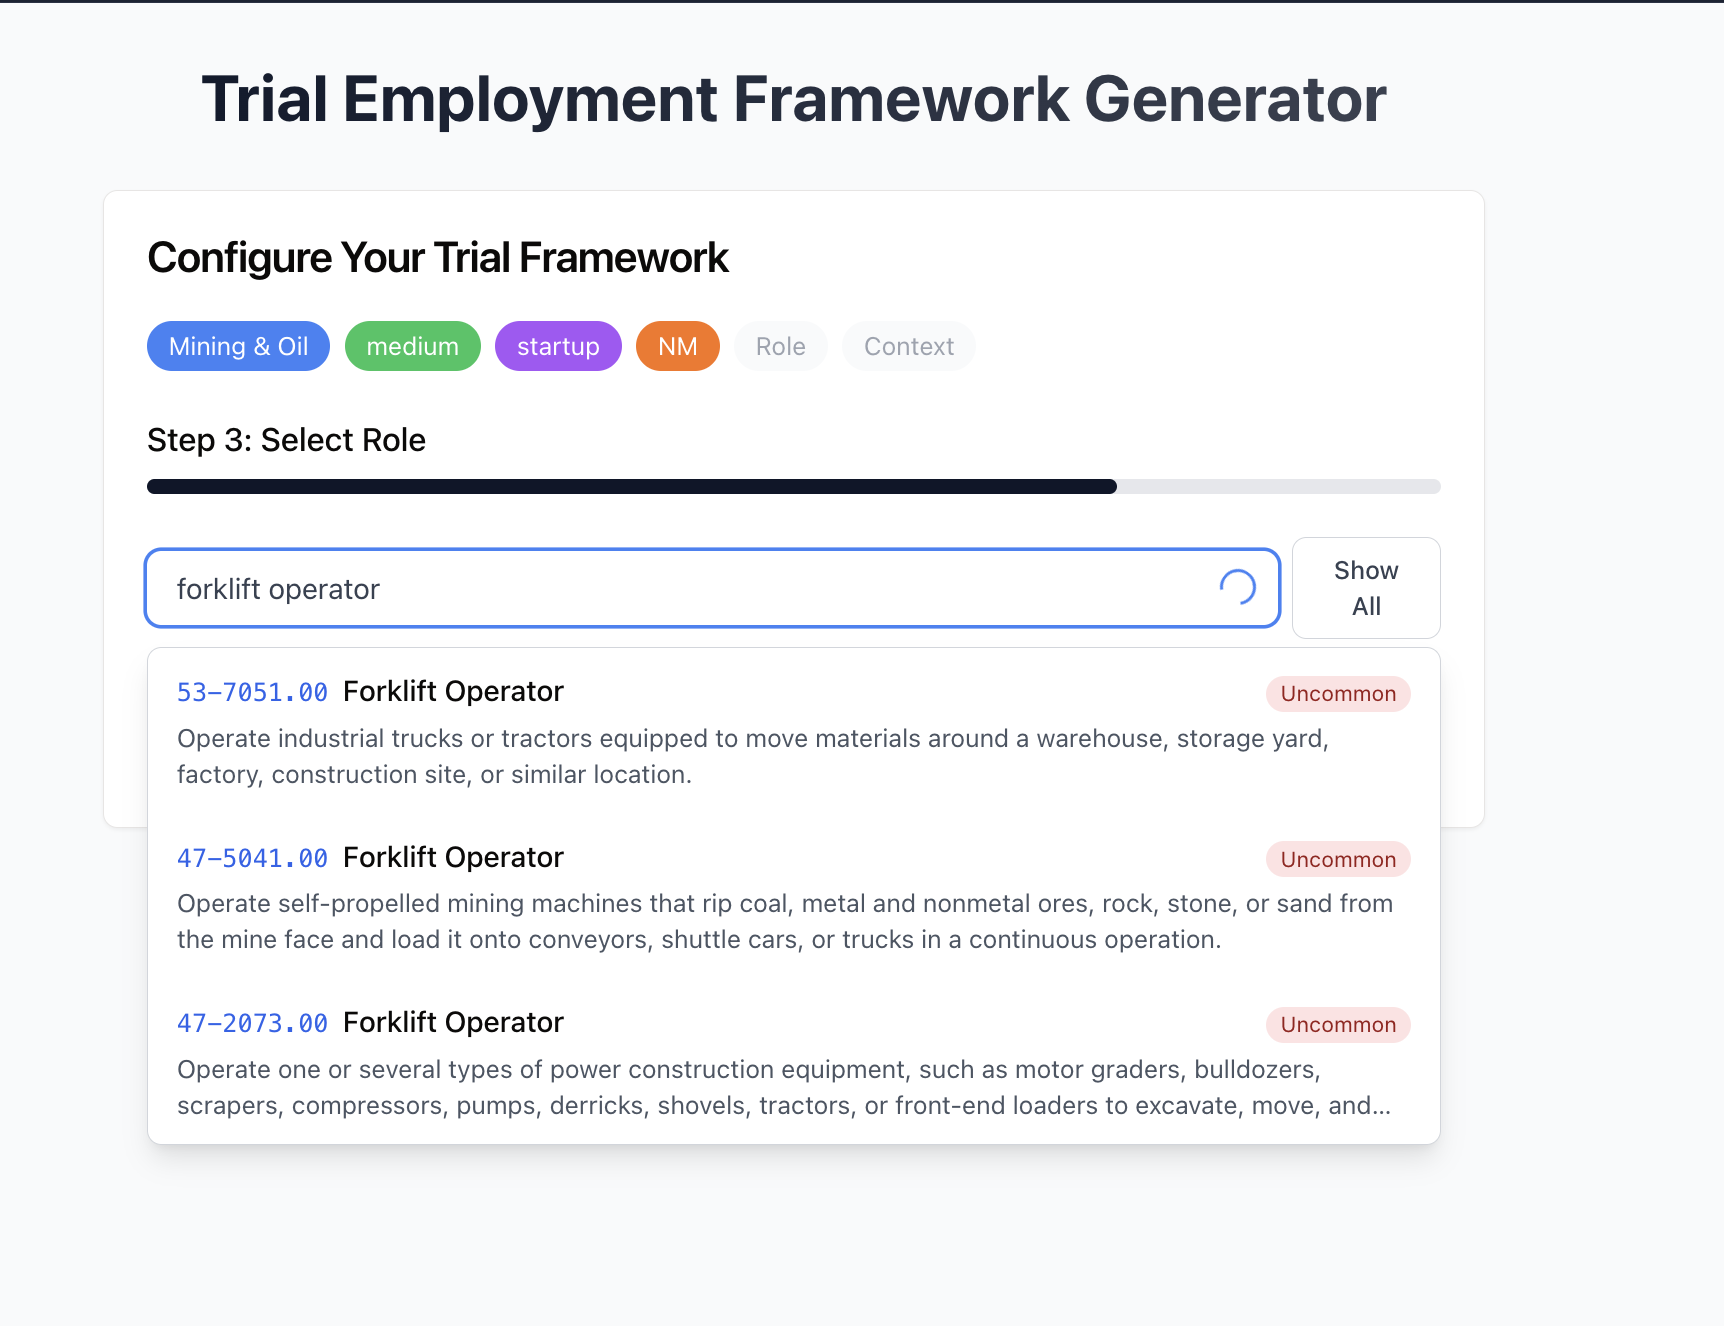 Trial Employment Framework Generator
Configure Your Trial Framework
Mining & Oil medium startup NM Role Context
Step 3: Select Role
forklift operator
Show
All
53-7051.00 Forklift Operator Uncommon
Operate industrial trucks or tractors equipped to move materials around a warehouse, storage yard,
factory, construction site, or similar location.
47-5041.00 Forklift Operator Uncommon
Operate self-propelled mining machines that rip coal, metal and nonmetal ores, rock, stone, or sand from
the mine face and load it onto conveyors, shuttle cars, or trucks in a continuous operation.
47-2073.00 Forklift Operator Uncommon
Operate one or several types of power construction equipment, such as motor graders, bulldozers,
scrapers, compressors, pumps, derricks, shovels, tractors, or front-end loaders to excavate, move, and...